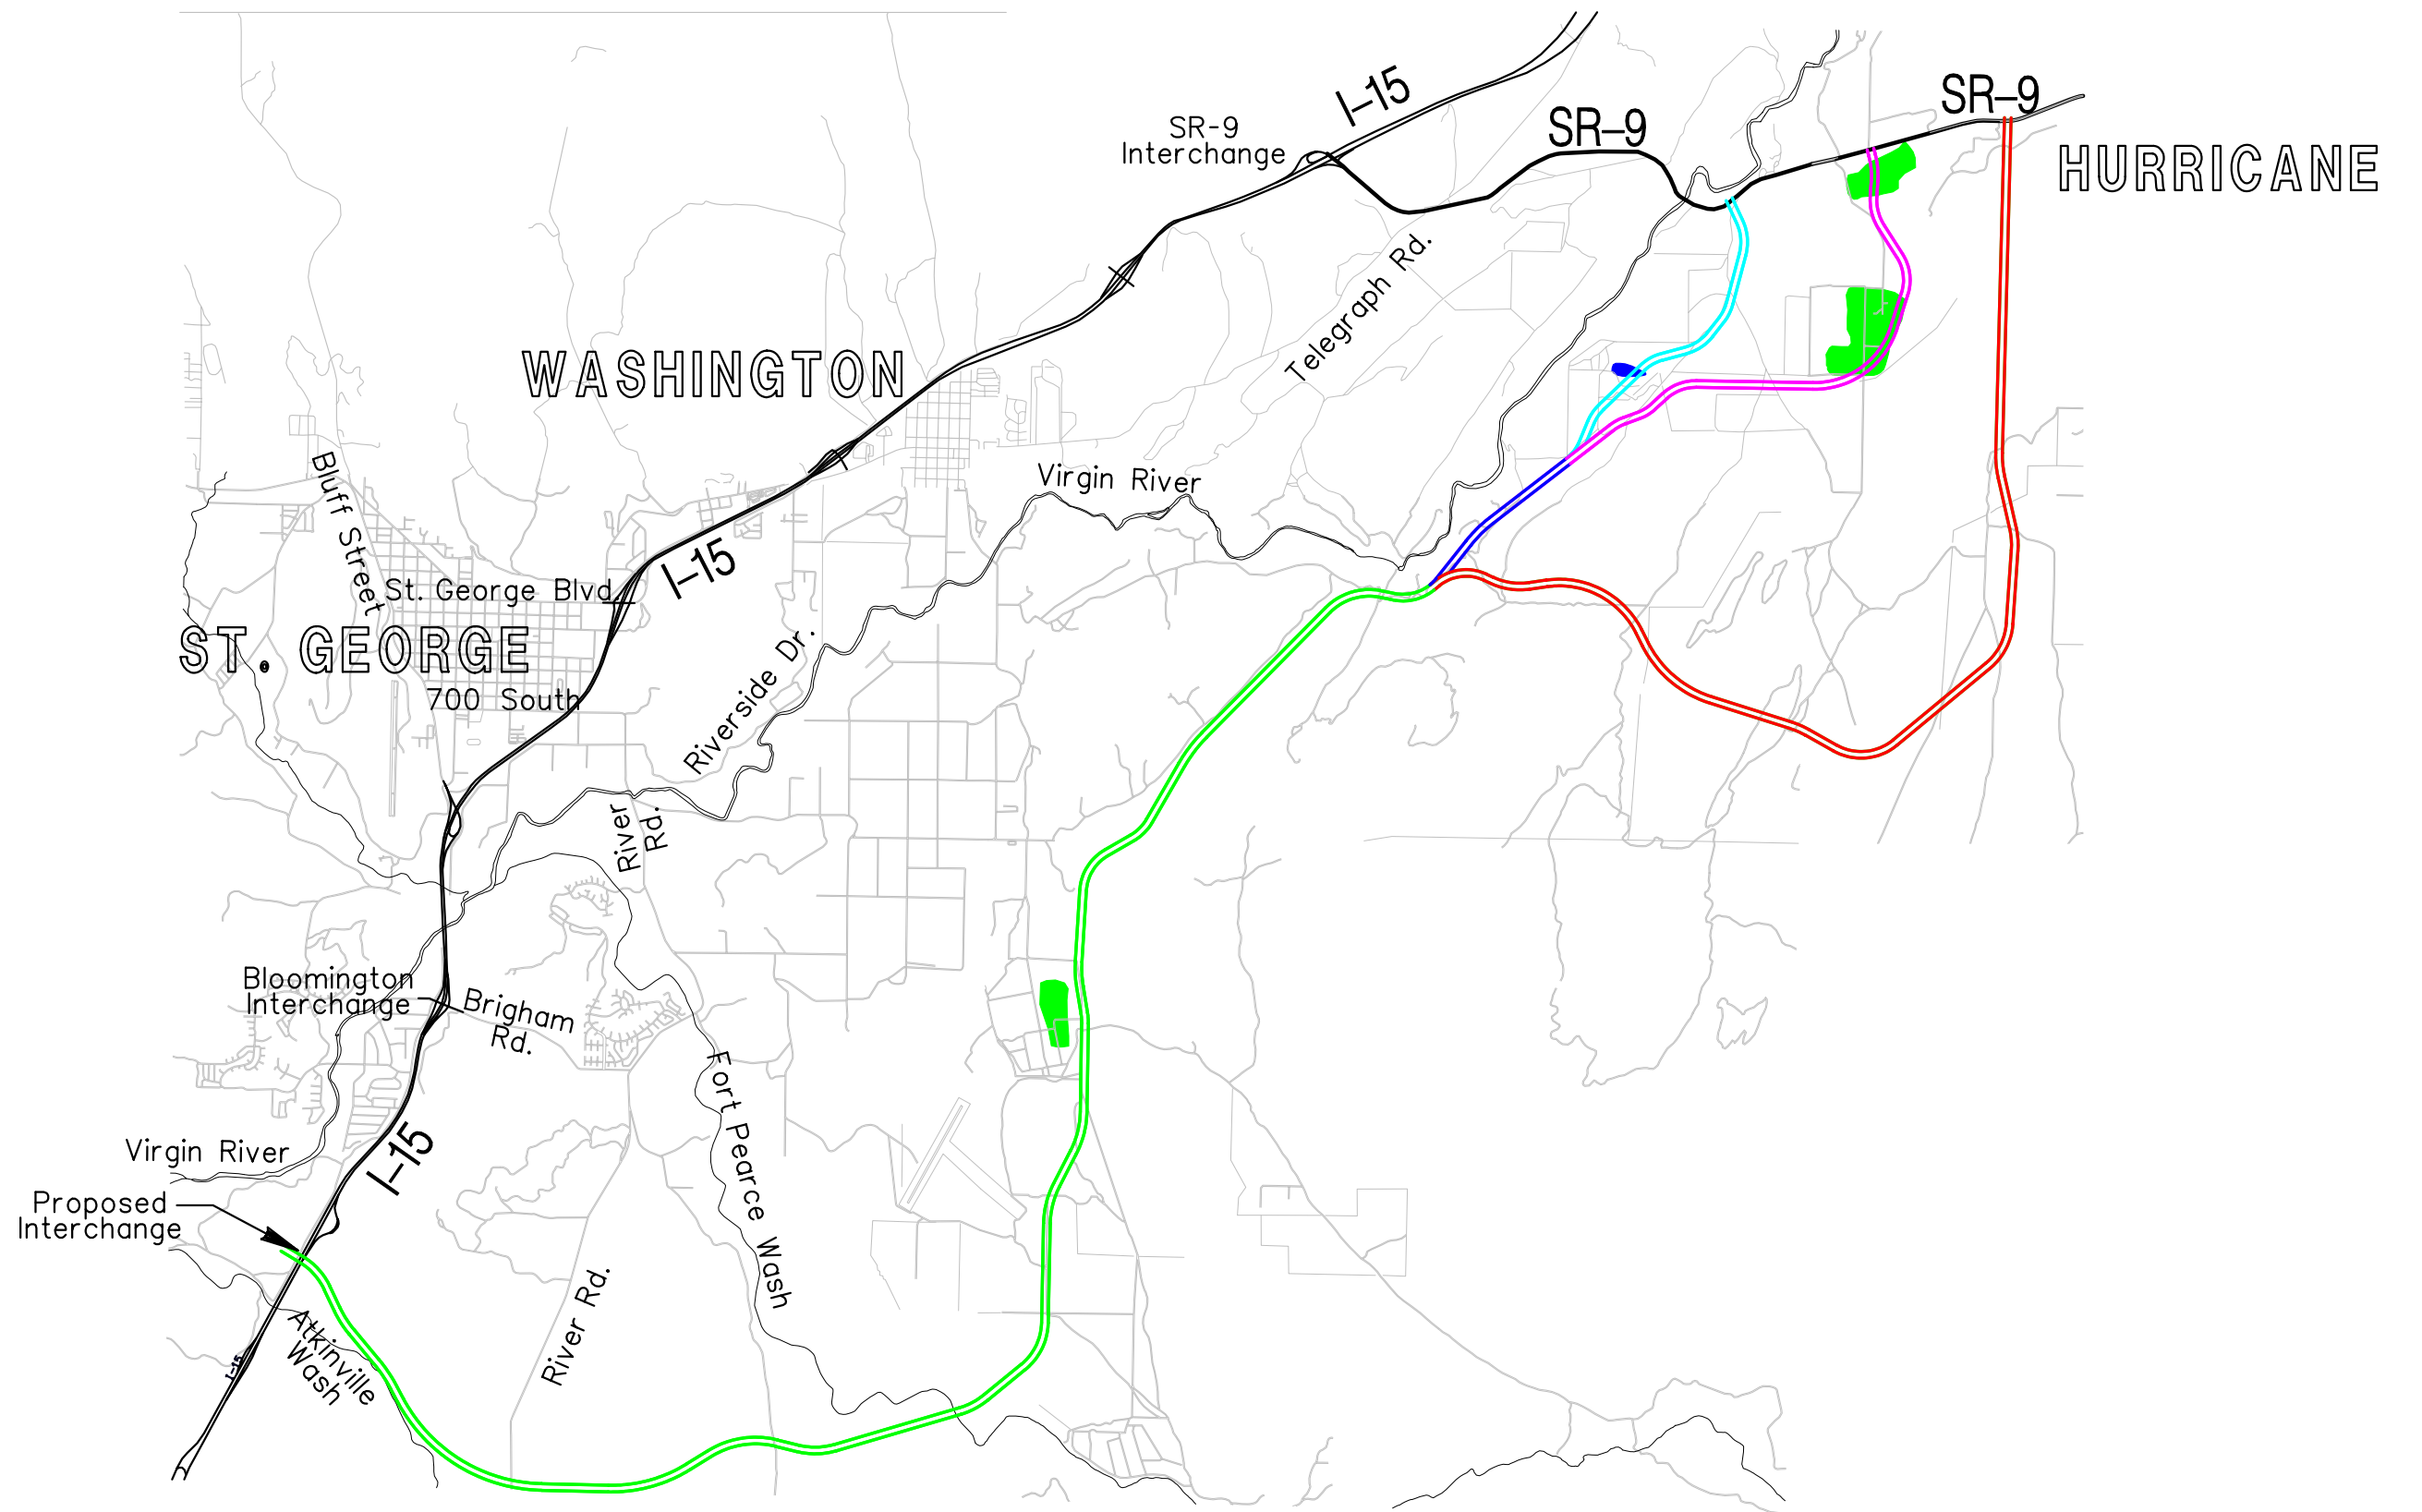 I-15
SR-9
SR-9
SR-9
Interchange
HURRICANE
Telegraph Rd.
WASHINGTON
Virgin River
Bluff Street
I-15
St. George Blvd.
ST. GEORGE
700 South
Riverside Dr.
River
Rd.
Bloomington
Interchange
Brigham
Rd.
Fort Pearce Wash
I-15
Virgin River
Proposed
Interchange
River Rd.
Atkinville
Wash
I-15